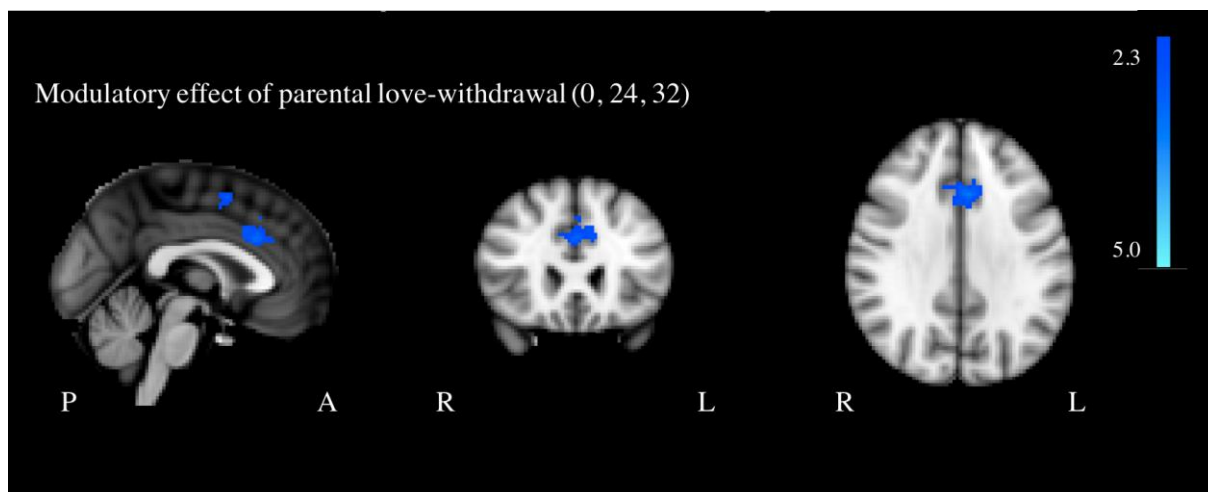 2.3
Modulatory effect of parental love-withdrawal (0, 24, 32)
5.0
P A R L R L